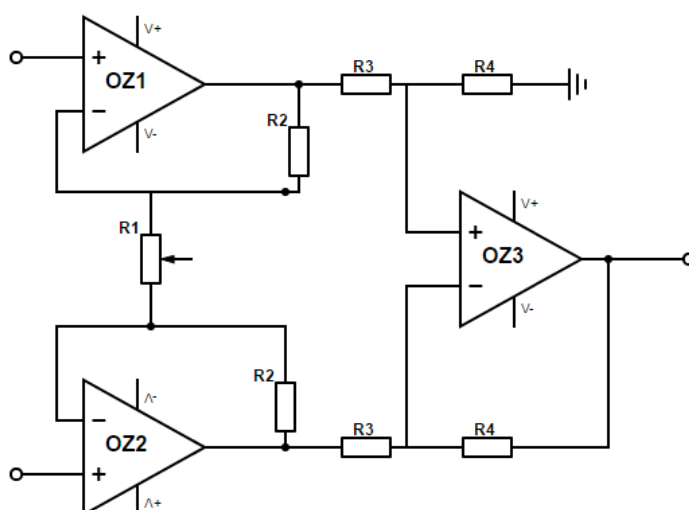 V+
+
OZ1
−
V-
R3
R4
R2
R1
V+
+
OZ3
−
V-
R2
V-
−
OZ2
+
V+
R3
R4